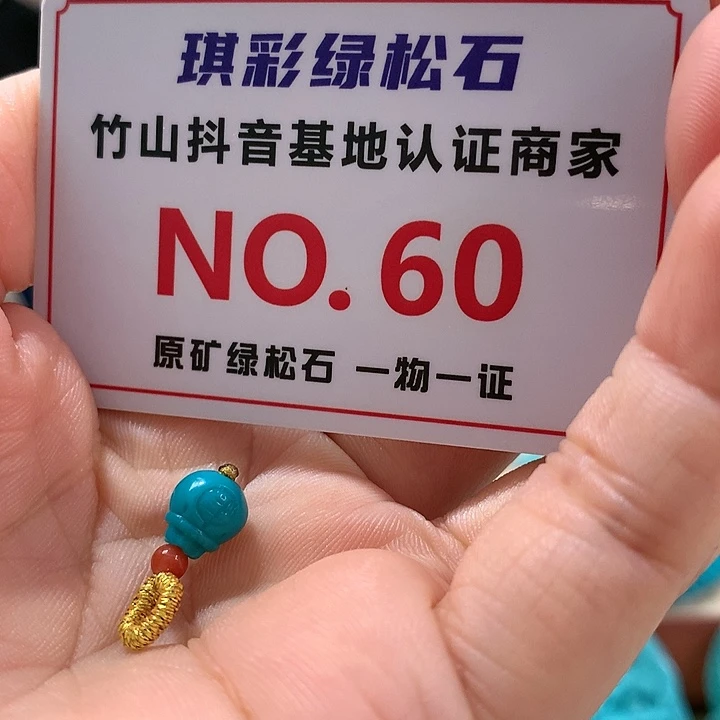 琪彩绿松石
竹山抖音基地认证商家
NO. 60
原矿绿松石 一物一证